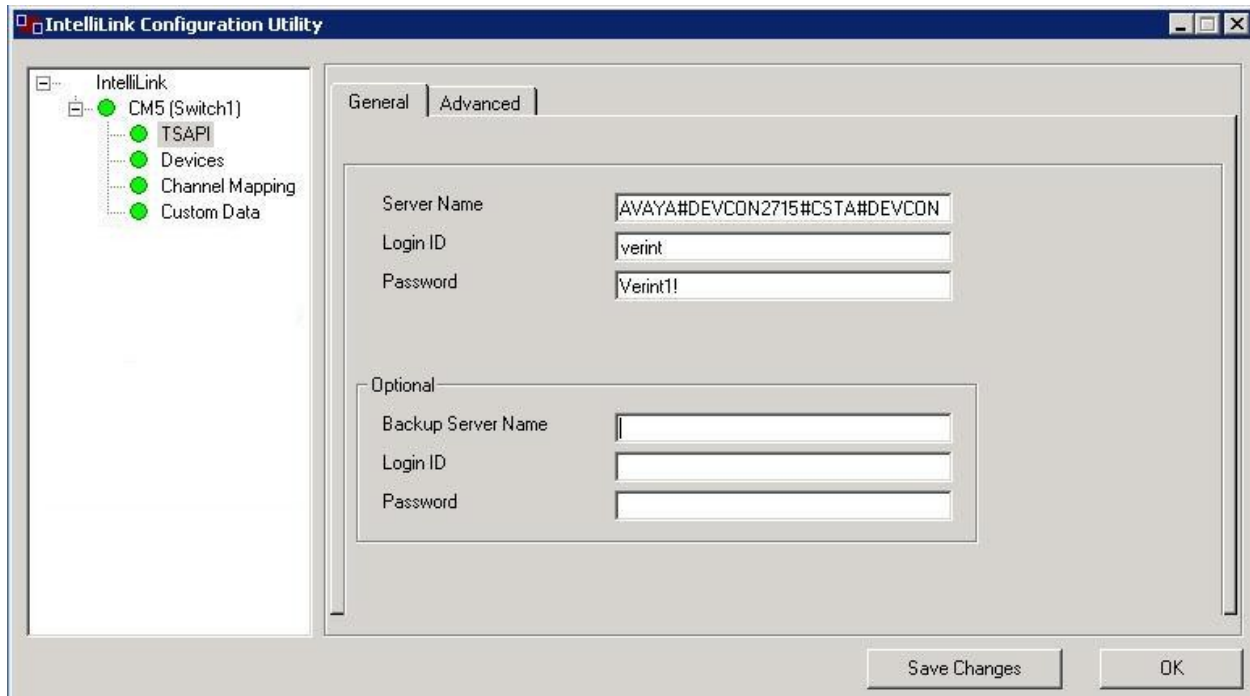 IntelliLink Configuration Utility
IntelliLink
CM5 (Switch1)
TSAPI
Devices
Channel Mapping
Custom Data
General
Advanced
Server Name
AVAYA#DEVCON2715#CSTA#DEVCON
Login ID
verint
Password
Verint1!
Optional
Backup Server Name
Login ID
Password
Save Changes
OK